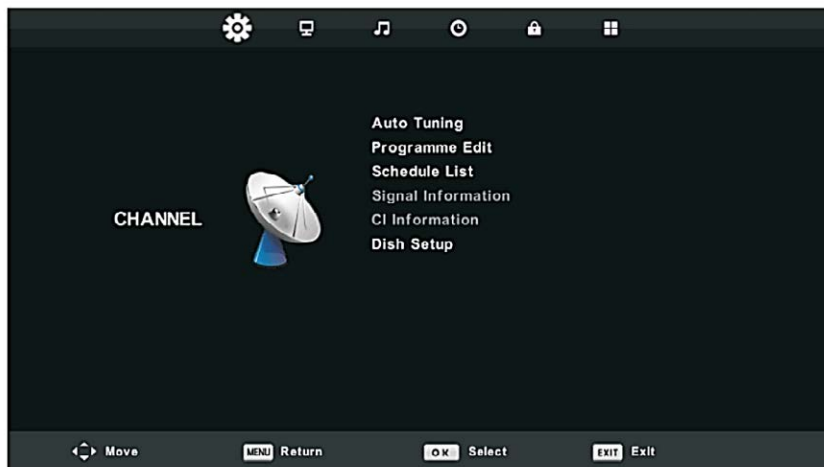 Auto Tuning
Programme Edit
Schedule List
Signal Information
CI Information
Dish Setup
CHANNEL
Move MENU Return OK Select EXIT Exit